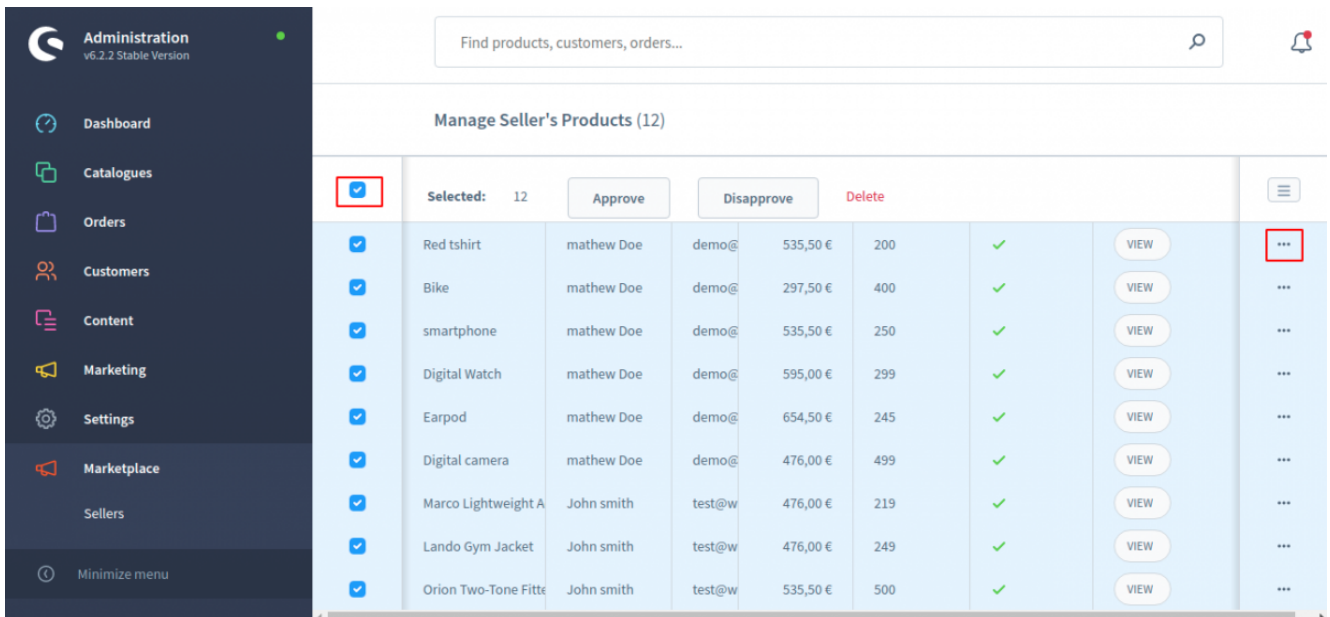 Administration
v6.2.2 Stable Version
Find products, customers, orders...
Dashboard
Catalogues
Orders
Customers
Content
Marketing
Settings
Marketplace
Sellers
Minimize menu
Manage Seller's Products (12)
Selected: 12 Approve Disapprove Delete
Red tshirt mathew Doe demo@ 535,50 € 200 VIEW ...
Bike mathew Doe demo@ 297,50 € 400 VIEW ...
smartphone mathew Doe demo@ 535,50 € 250 VIEW ...
Digital Watch mathew Doe demo@ 595,00 € 299 VIEW ...
Earpod mathew Doe demo@ 654,50 € 245 VIEW ...
Digital camera mathew Doe demo@ 476,00 € 499 VIEW ...
Marco Lightweight A John smith test@w 476,00 € 219 VIEW ...
Lando Gym Jacket John smith test@w 476,00 € 249 VIEW ...
Orion Two-Tone Fitte John smith test@w 535,50 € 500 VIEW ...